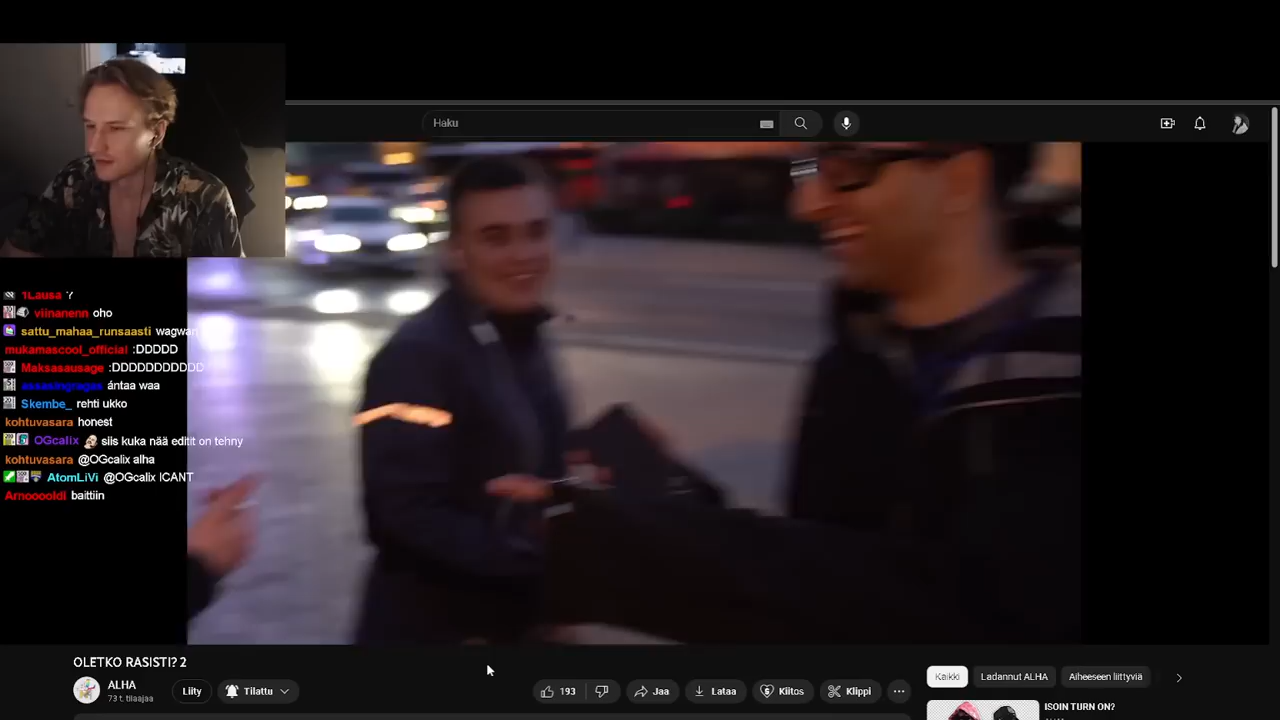 Haku
1Lausa ?
viinanenn oho
sattu_mahaa_runsaasti wagwan
mukamascool_official :DDDDD
Maksasausage :DDDDDDDDDDD
ántaa waa
Skembe_ rehti ukko
kohtuvasara honest
OGcalix siis kuka nää editit on tehny
kohtuvasara @OGcalix alha
AtomLiVi @OGcalix ICANT
Arnooooldi baittiin
OLETKO RASISTI? 2
ALHA
73 t. tilaajaa
Liity
Tilattu
193
Jaa
Lataa
Kiitos
Klippi
Kaikki
Ladannut ALHA
Aiheeseen liittyviä
ISOIN TURN ON?